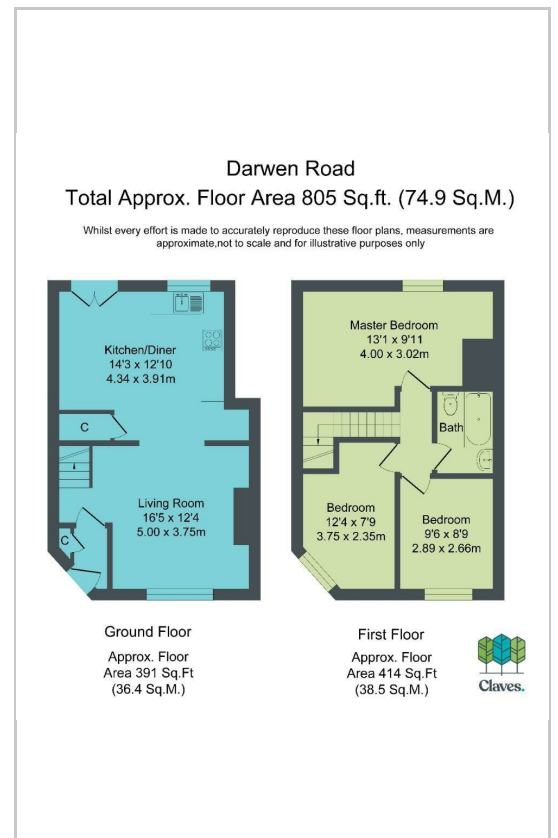 Darwen Road
Total Approx. Floor Area 805 Sq.ft. (74.9 Sq.M.)
Whilst every effort is made to accurately reproduce these floor plans, measurements are
approximate,not to scale and for illustrative purposes only
Kitchen/Diner
14'3 x 12'10
4.34 x 3.91m
C
Living Room
16'5 x 12'4
5.00 x 3.75m
C
Master Bedroom
13'1 x 9'11
4.00 x 3.02m
Bath
Bedroom
12'4 x 7'9
3.75 x 2.35m
Bedroom
9'6 x 8'9
2.89 x 2.66m
Ground Floor
Approx. Floor
Area 391 Sq.Ft
(36.4 Sq.M.)
First Floor
Approx. Floor
Area 414 Sq.Ft
(38.5 Sq.M.)
Claves.